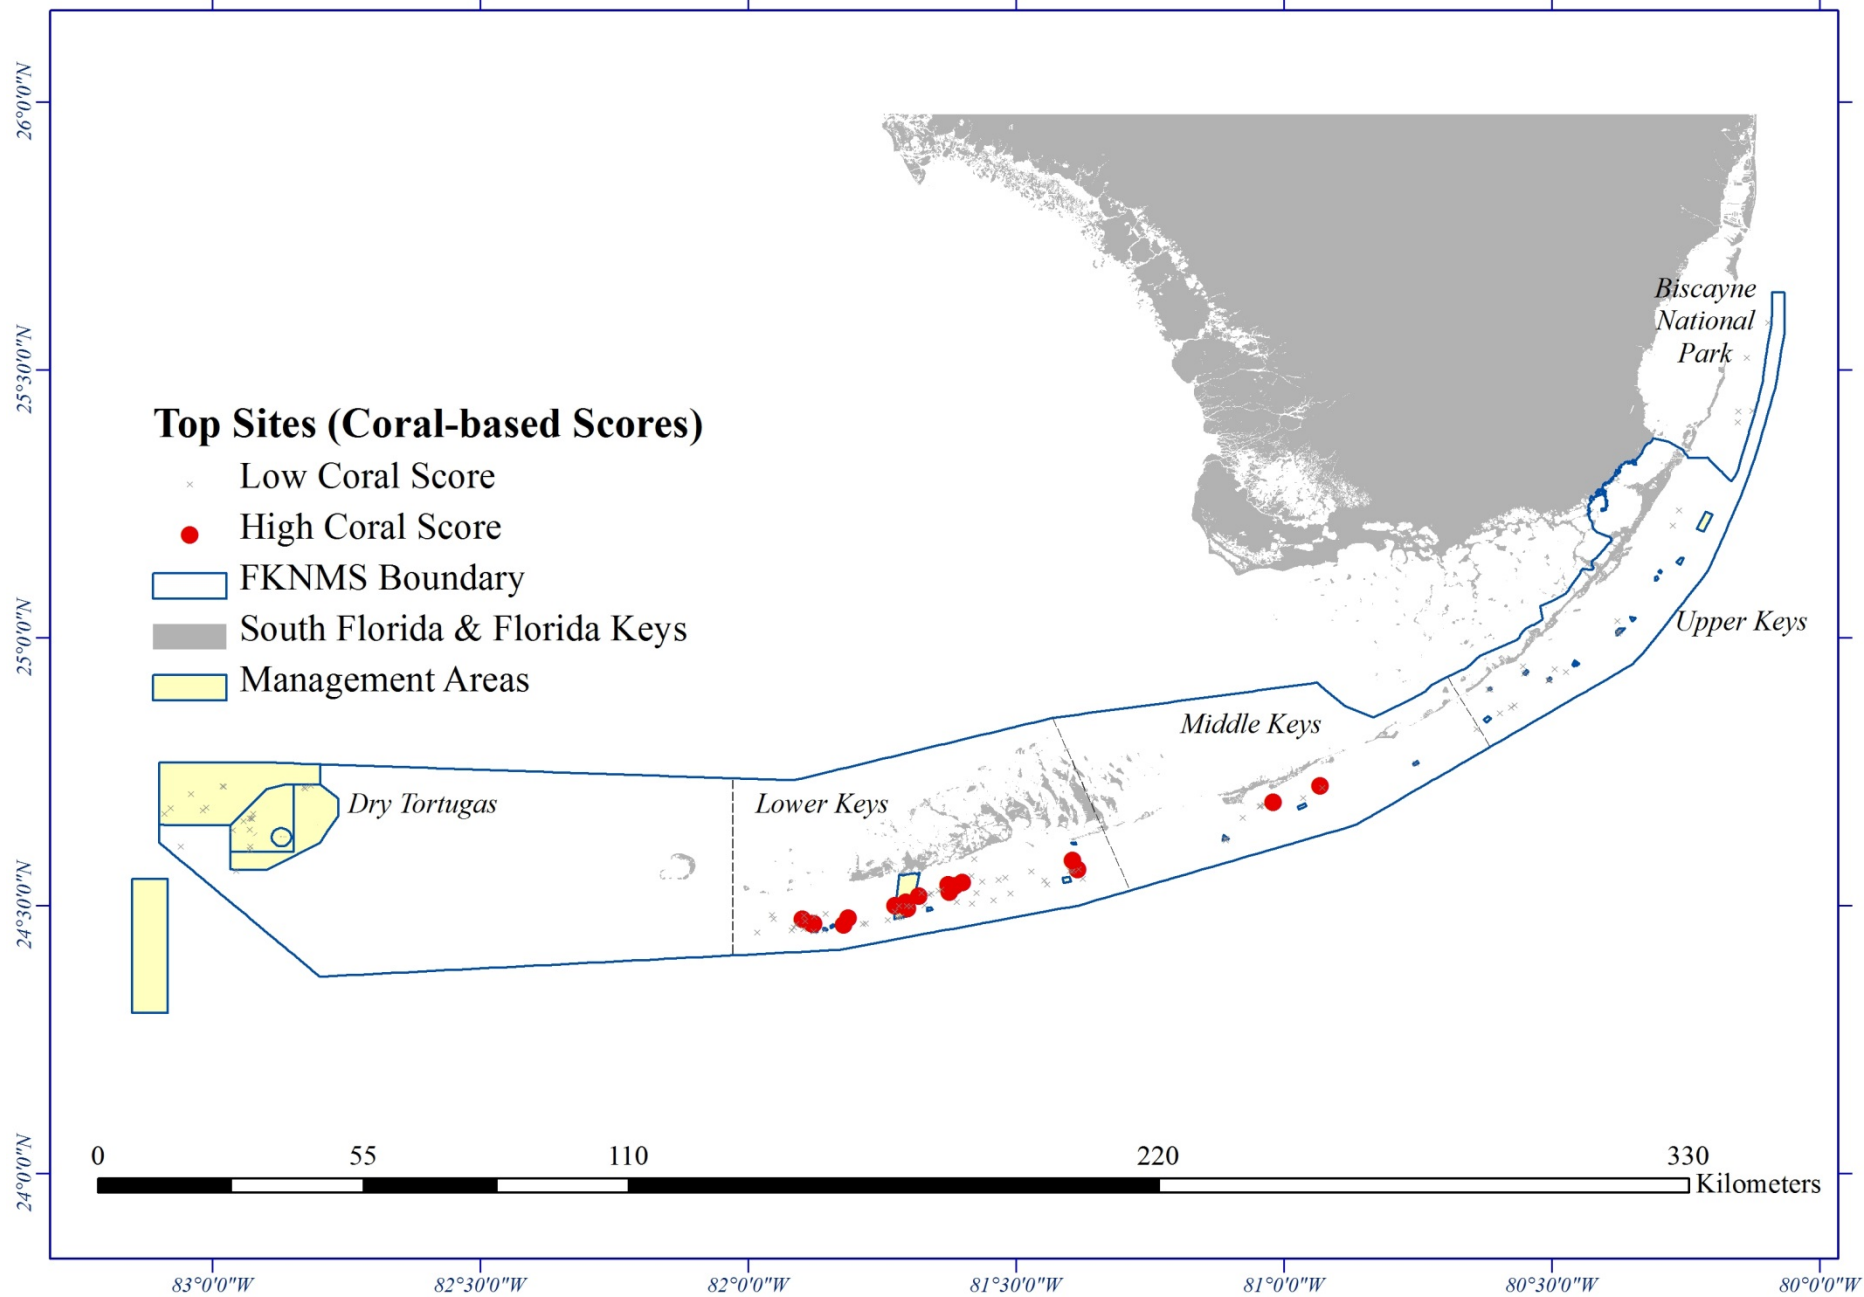 26°0'0"N
25°30'0"N
25°0'0"N
24°30'0"N
24°0'0"N
Biscayne
National
Park
Top Sites (Coral-based Scores)
Low Coral Score
High Coral Score
FKNMS Boundary
South Florida & Florida Keys
Management Areas
Upper Keys
Middle Keys
Dry Tortugas
Lower Keys
0 55 110 220 330
Kilometers
83°0'0"W 82°30'0"W 82°0'0"W 81°30'0"W 81°0'0"W 80°30'0"W 80°0'0"W